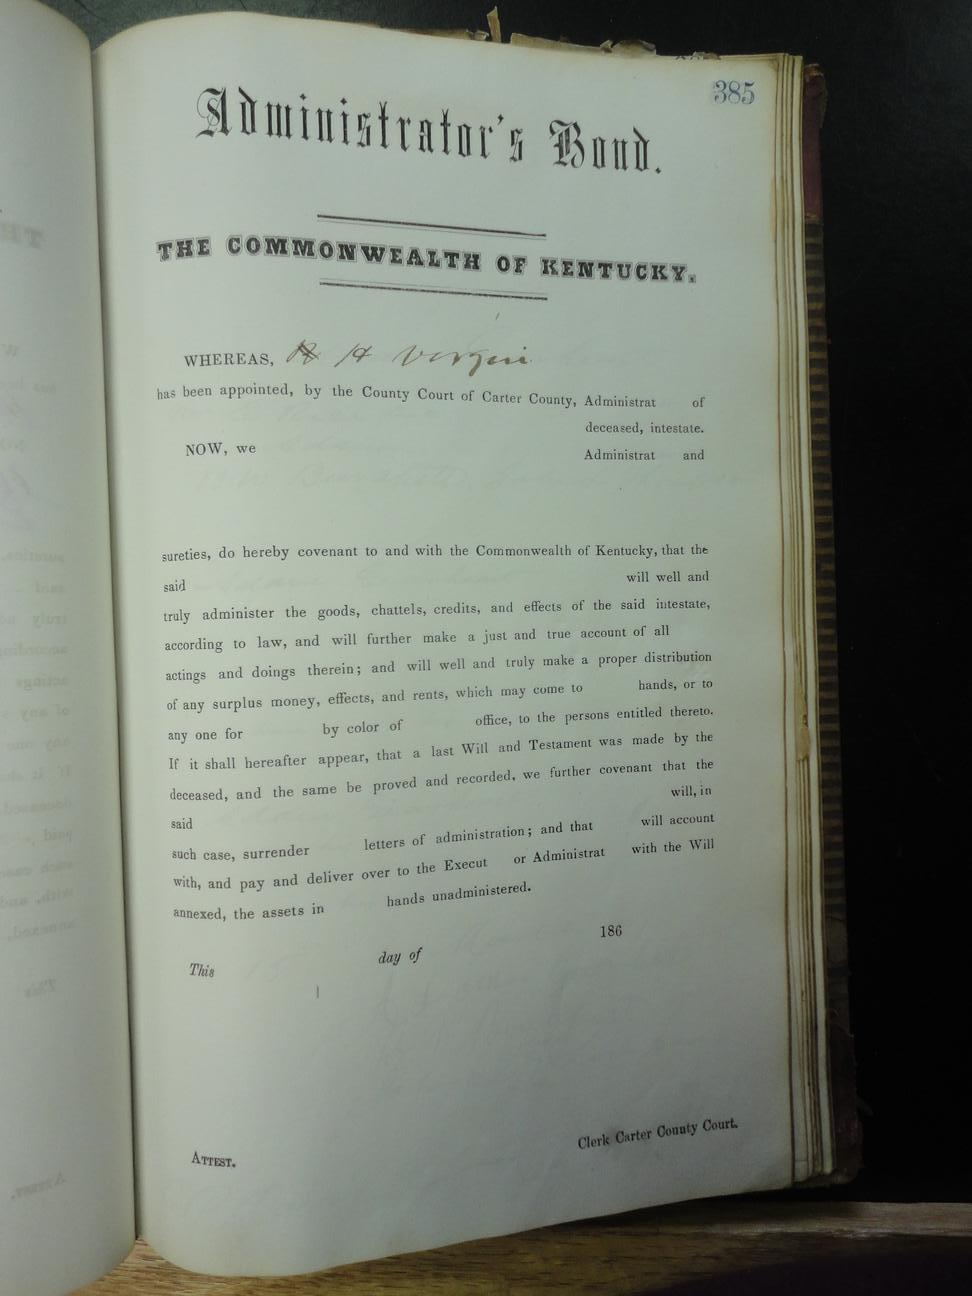 385
Administrator's Bond.
THE COMMONWEALTH OF KENTUCKY.
WHEREAS, H H Virgin
has been appointed, by the County Court of Carter County, Administrat of
deceased, intestate.
NOW, we Administrat and
sureties, do hereby covenant to and with the Commonwealth of Kentucky, that the
said will well and
truly administer the goods, chattels, credits, and effects of the said intestate,
according to law, and will further make a just and true account of all
actings and doings therein; and will well and truly make a proper distribution
of any surplus money, effects, and rents, which may come to hands, or to
any one for by color of office, to the persons entitled thereto.
If it shall hereafter appear, that a last Will and Testament was made by the
deceased, and the same be proved and recorded, we further covenant that the
said will, in
such case, surrender letters of administration; and that will account
with, and pay and deliver over to the Execut or Administrat with the Will
annexed, the assets in hands unadministered.
This day of 186
Clerk Carter County Court.
ATTEST.